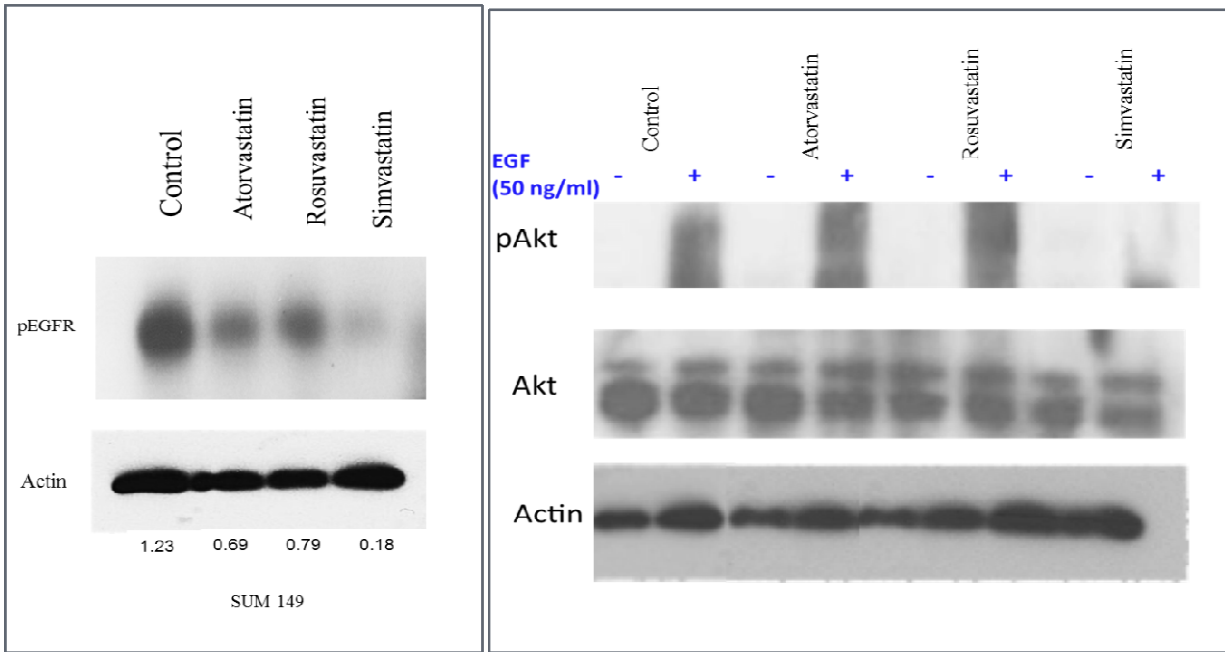 Control
Atorvastatin
Rosuvastatin
Simvastatin
pEGFR
Actin
1.23 0.69 0.79 0.18
SUM 149
Control
Atorvastatin
Rosuvastatin
Simvastatin
EGF
(50 ng/ml)
- + - + - + - +
pAkt
Akt
Actin